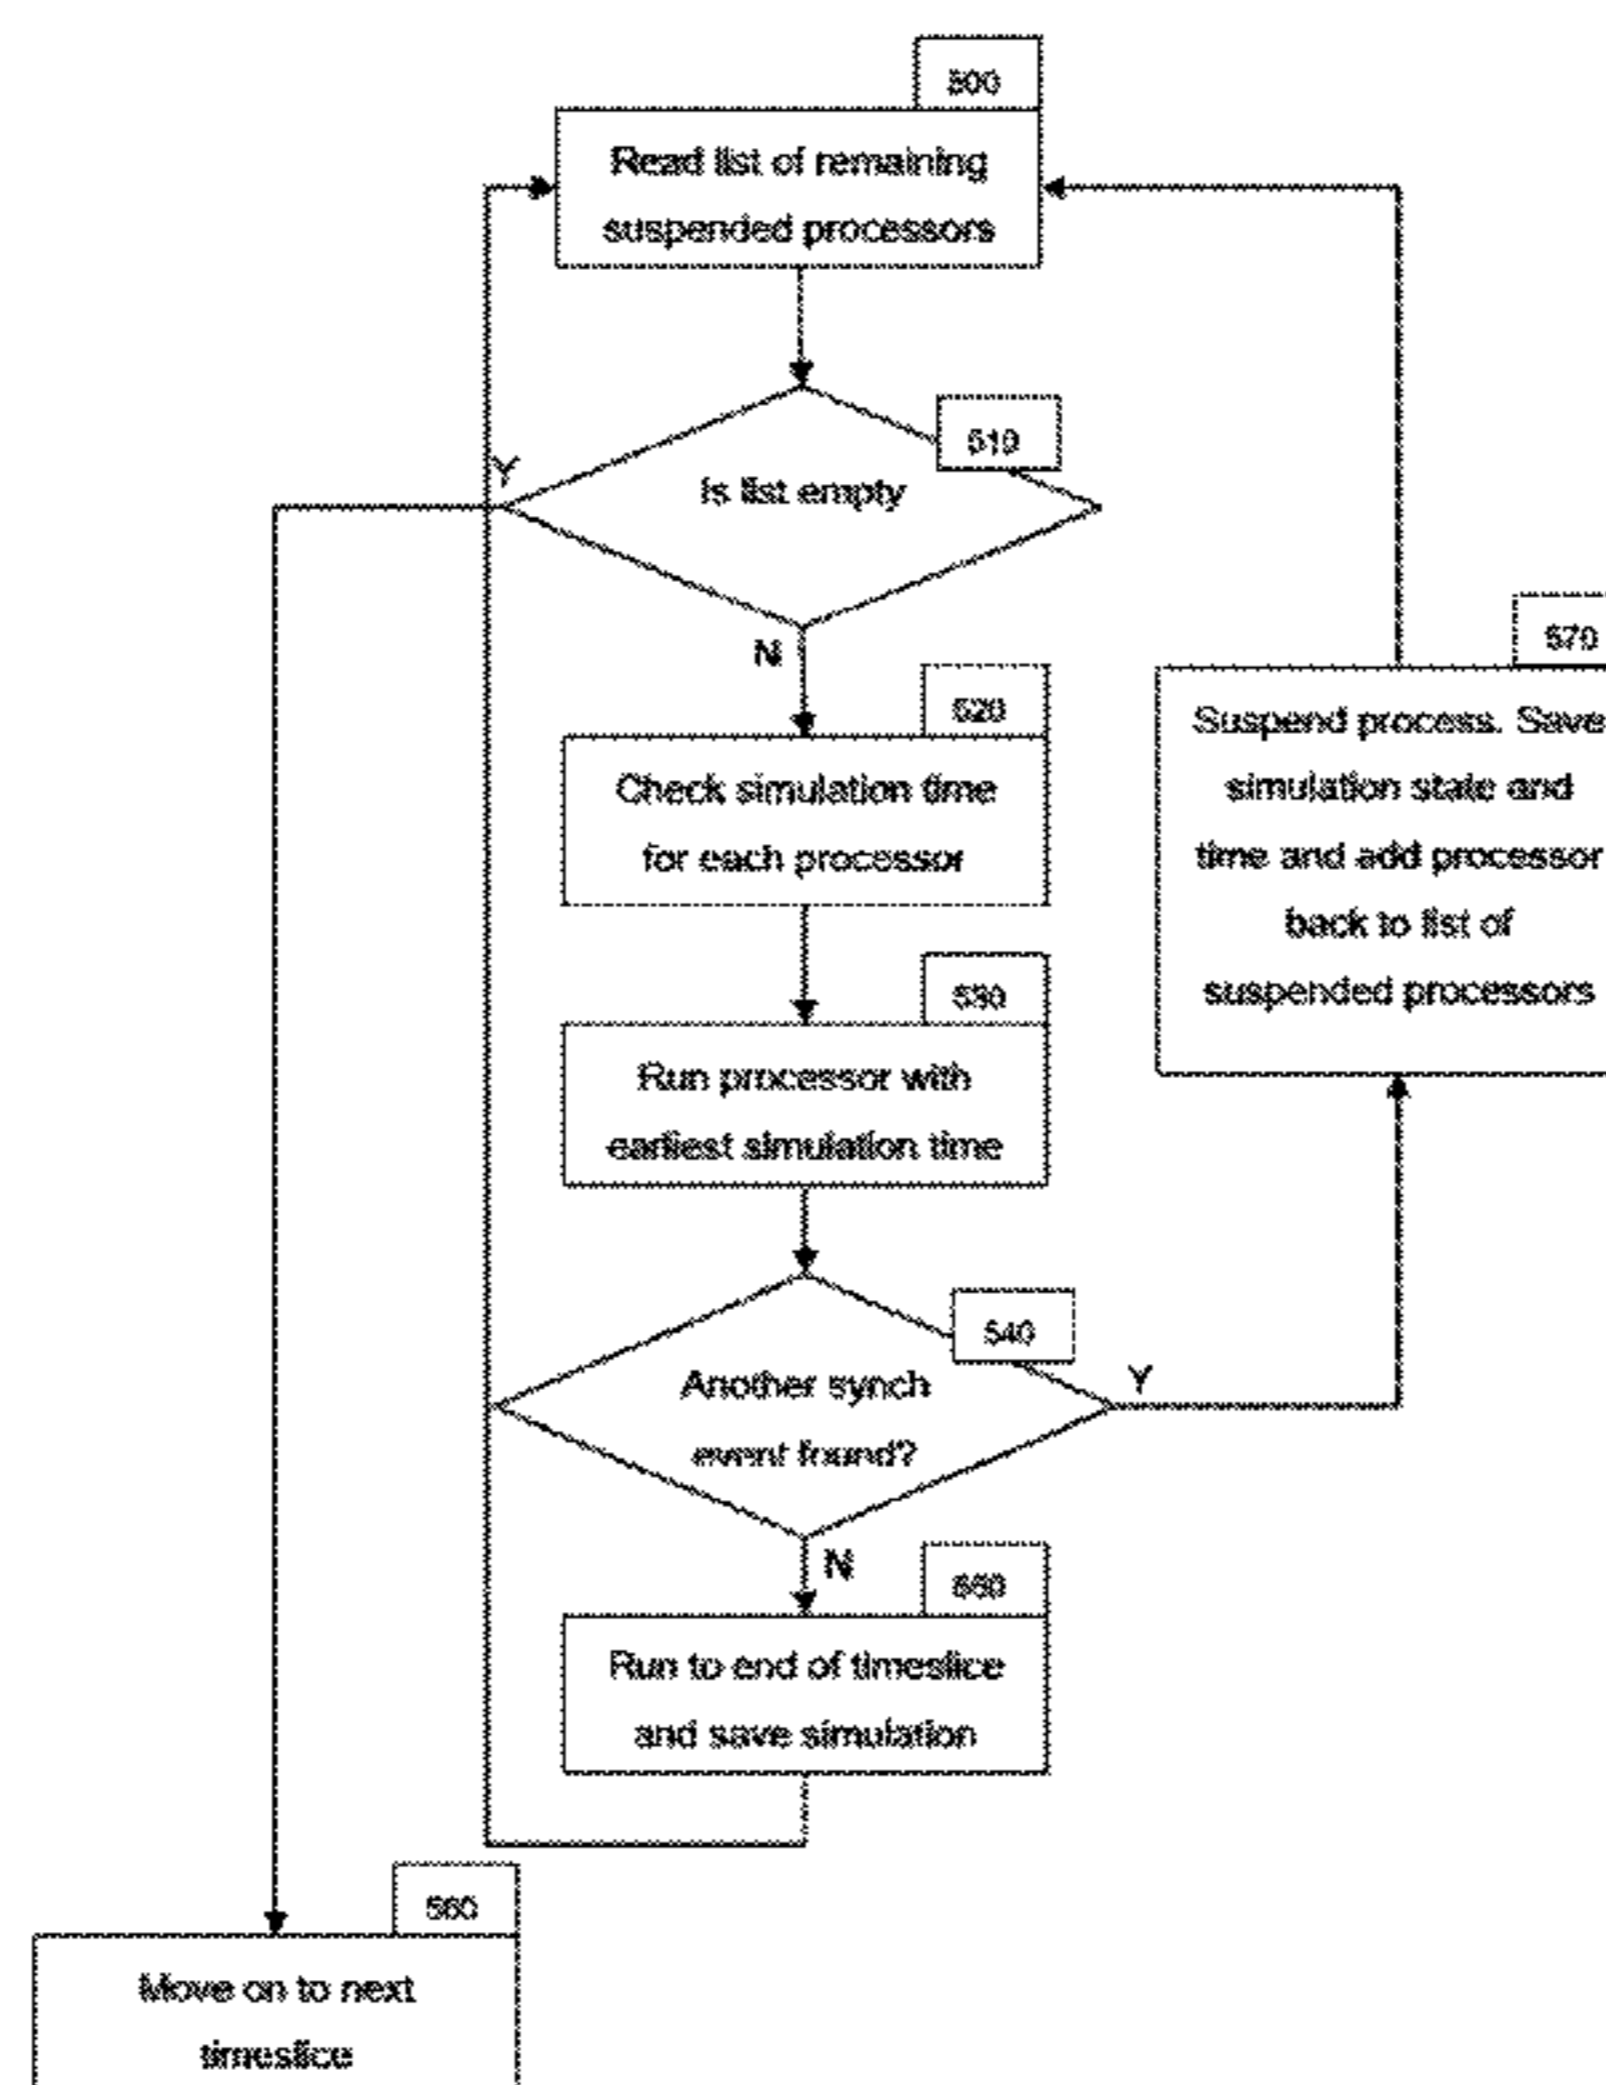 500
Read list of remaining
suspended processors
510
Is list empty
Y
N
520
Check simulation time
for each processor
530
Run processor with
earliest simulation time
540
Another synch
event found?
Y
N
550
Run to end of timeslice
and save simulation
560
Move on to next
timeslice
570
Suspend process. Save
simulation state and
time and add processor
back to list of
suspended processors